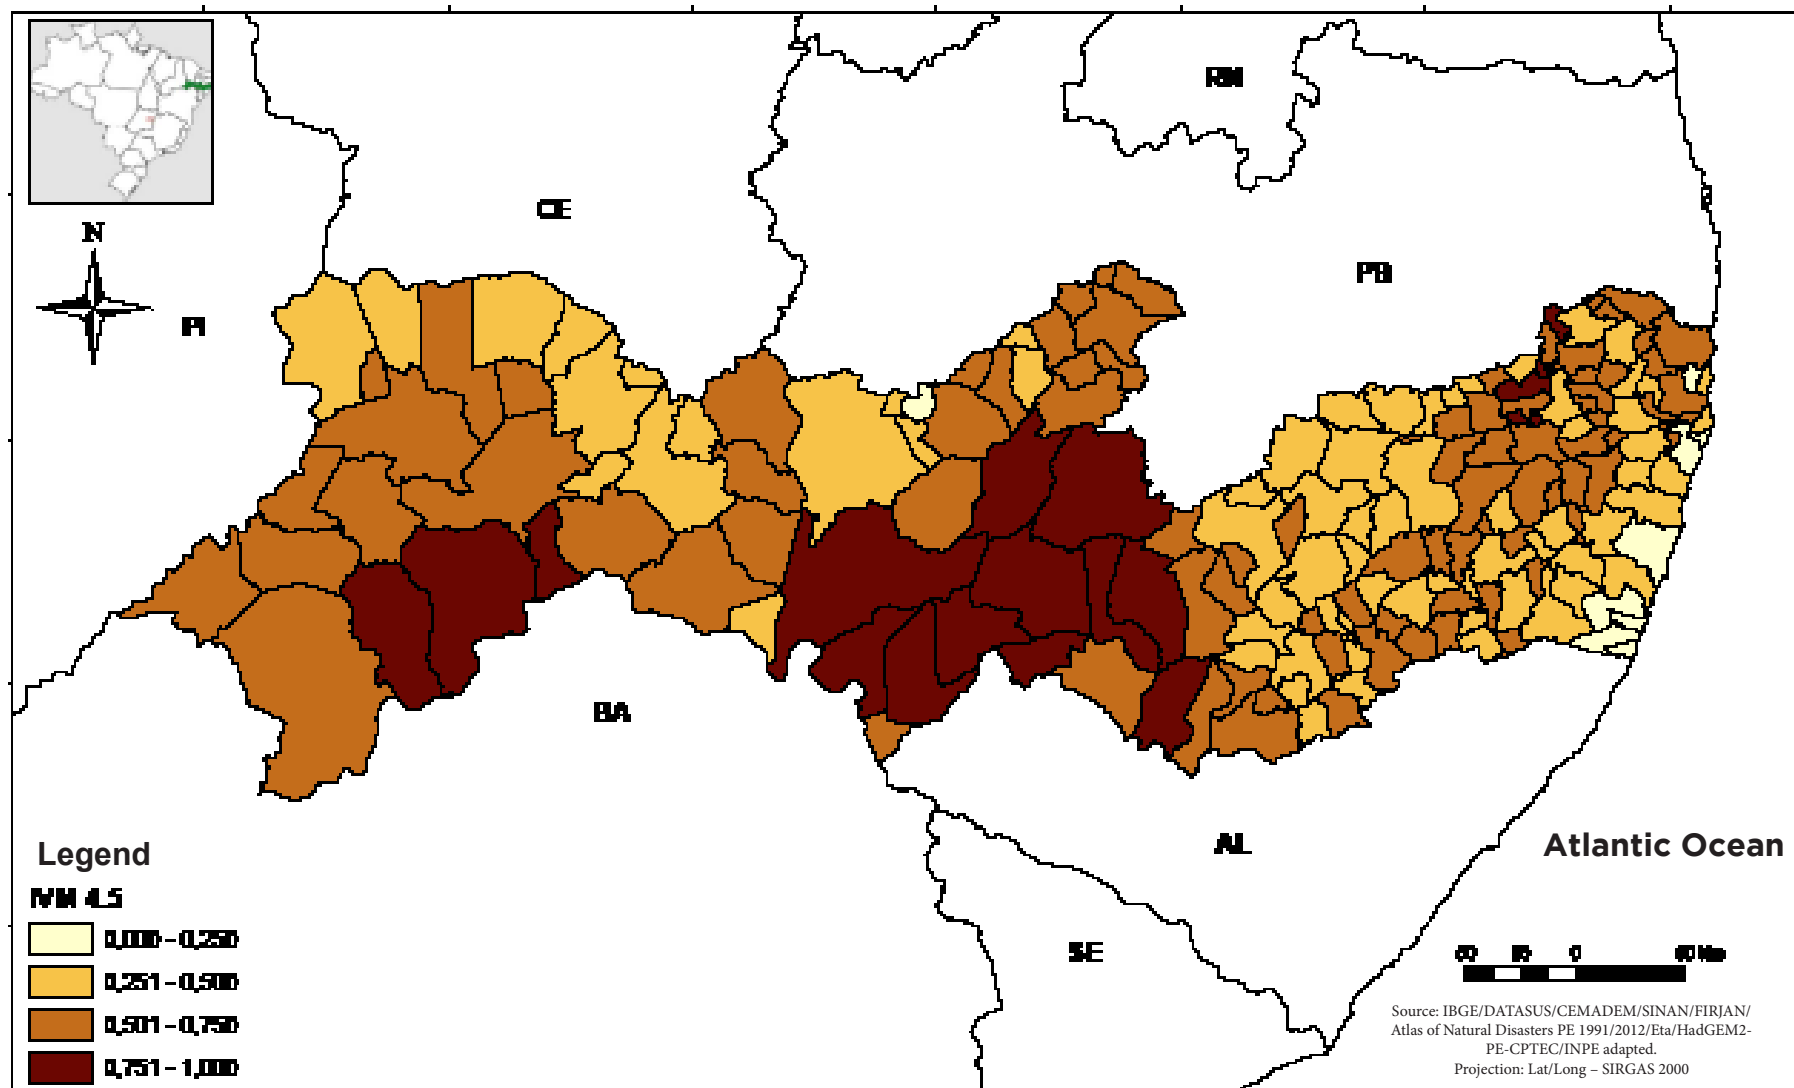 N
RN
CE
PB
PI
BA
AL
SE
Atlantic Ocean
Legend
IVM 4.5
0,000 - 0,250
0,251 - 0,500
0,501 - 0,750
0,751 - 1,000
0
Source: IBGE/DATASUS/CEMADEM/SINAN/FIRJAN/
Atlas of Natural Disasters PE 1991/2012/Eta/HadGEM2-
PE-CPTEC/INPE adapted.
Projection: Lat/Long – SIRGAS 2000